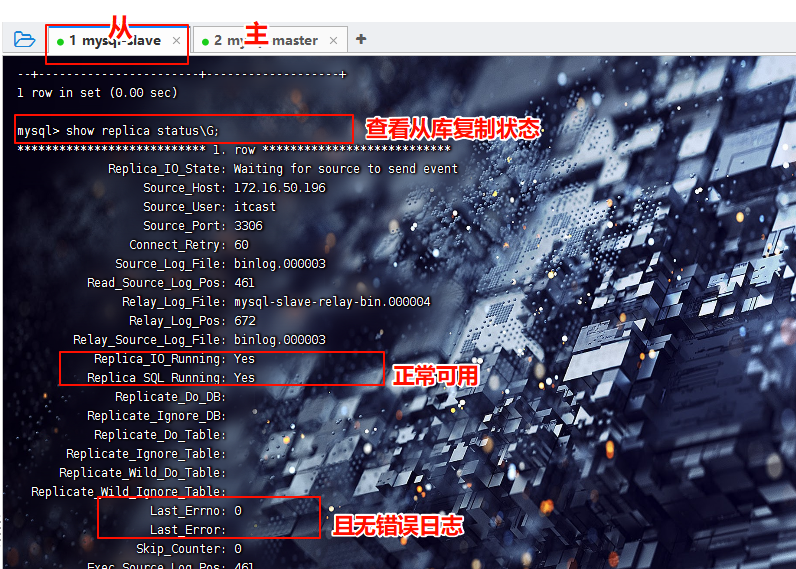 从
主
1 mysql-slave × 2 my master × +
--+----------------------+------------------+
1 row in set (0.00 sec)
mysql> show replica status\G;
查看从库复制状态
*************************** 1. row ***************************
Replica_IO_State: Waiting for source to send event
Source_Host: 172.16.50.196
Source_User: itcast
Source_Port: 3306
Connect_Retry: 60
Source_Log_File: binlog.000003
Read_Source_Log_Pos: 461
Relay_Log_File: mysql-slave-relay-bin.000004
Relay_Log_Pos: 672
Relay_Source_Log_File: binlog.000003
Replica_IO_Running: Yes
Replica_SQL_Running: Yes
正常可用
Replicate_Do_DB:
Replicate_Ignore_DB:
Replicate_Do_Table:
Replicate_Ignore_Table:
Replicate_Wild_Do_Table:
Replicate_Wild_Ignore_Table:
Last_Errno: 0
Last_Error:
且无错误日志
Skip_Counter: 0
Exec_Source_Log_Pos: 461